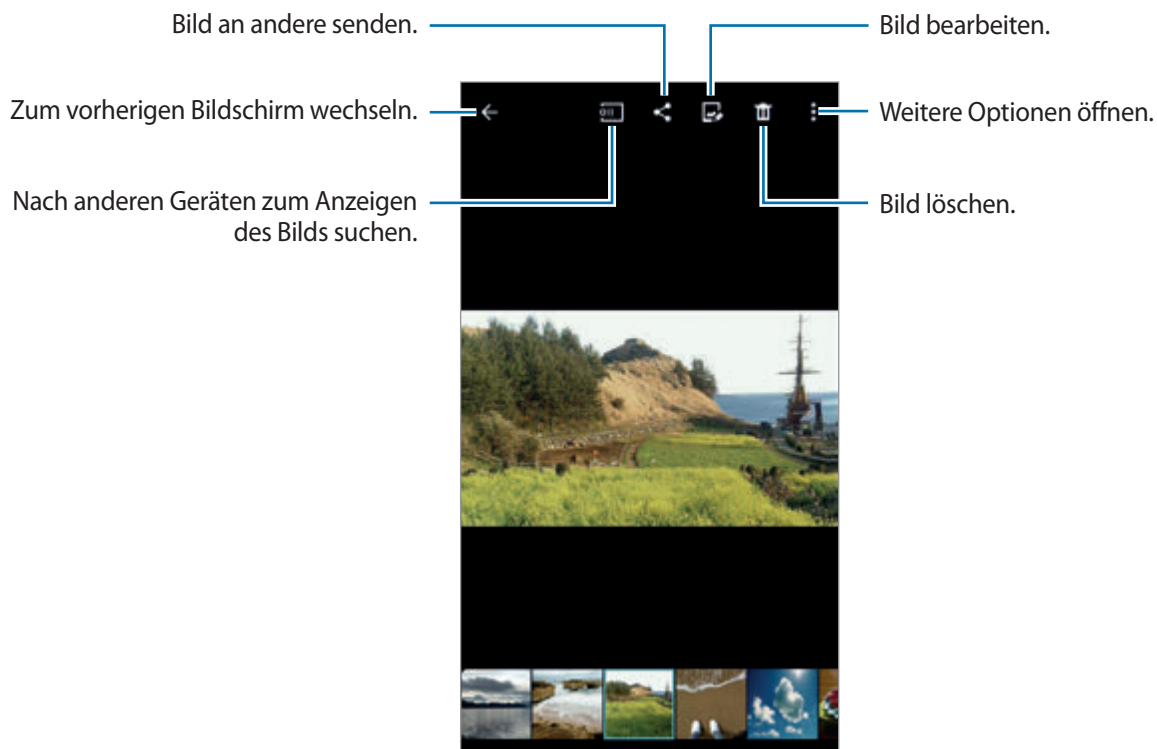 Bild an andere senden.
Bild bearbeiten.
Zum vorherigen Bildschirm wechseln.
Weitere Optionen öffnen.
Nach anderen Geräten zum Anzeigen
des Bilds suchen.
Bild löschen.